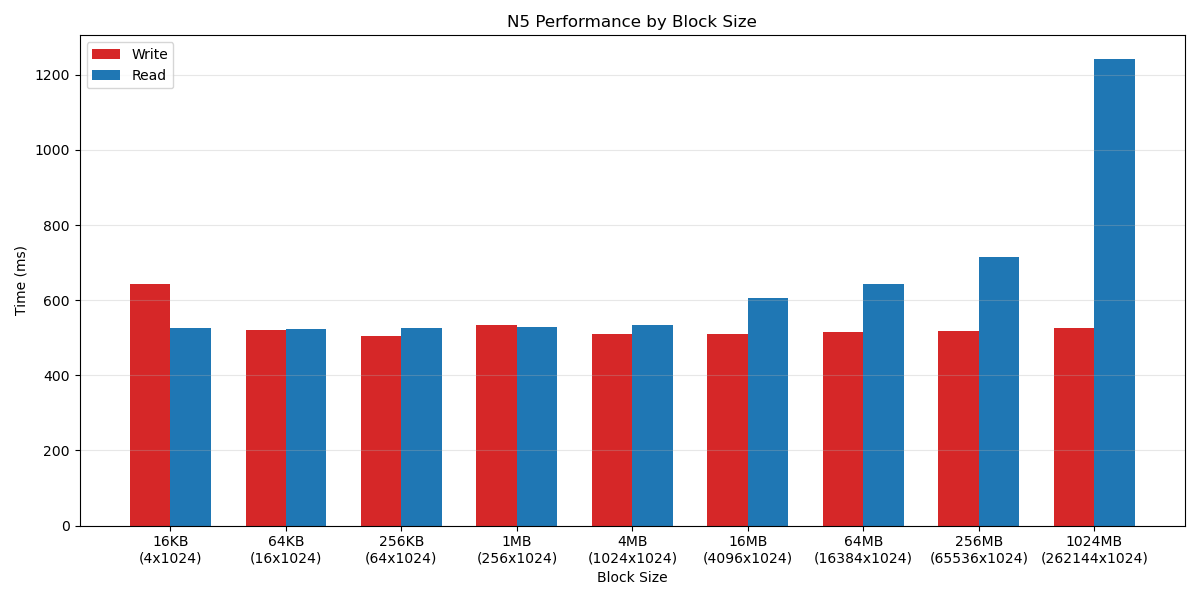 N5 Performance by Block Size
Write
Read
Time (ms)
1200
1000
800
600
400
200
0
16KB 64KB 256KB 1MB 4MB 16MB 64MB 256MB 1024MB
(4x1024) (16x1024) (64x1024) (256x1024) (1024x1024) (4096x1024) (16384x1024) (65536x1024) (262144x1024)
Block Size